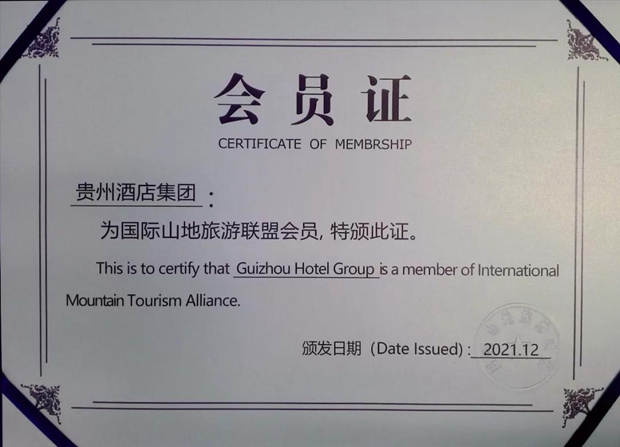 会员证
CERTIFICATE OF MEMBRSHIP
贵州酒店集团：
为国际山地旅游联盟会员，特颁此证。
This is to certify that Guizhou Hotel Group is a member of International
Mountain Tourism Alliance.
颁发日期（Date Issued）：2021.12